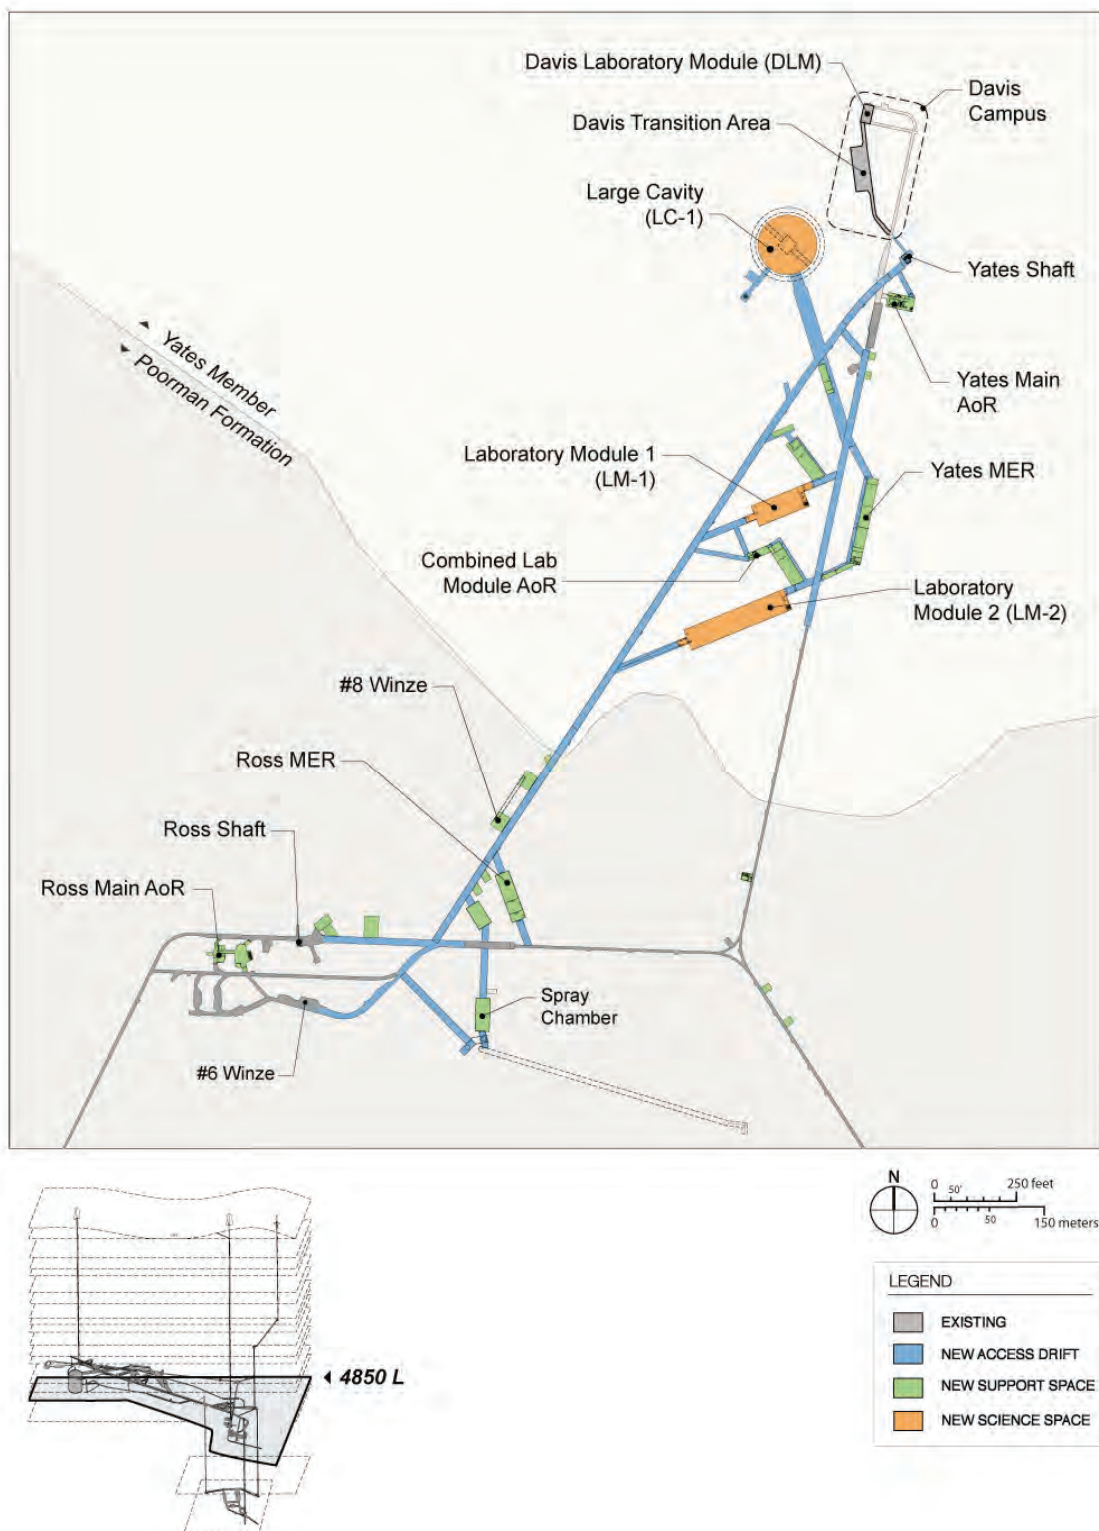 Davis Laboratory Module (DLM)
Davis
Campus
Davis Transition Area
Large Cavity
(LC-1)
Yates Shaft
Yates Member
Poorman Formation
Yates Main
AoR
Laboratory Module 1
(LM-1)
Yates MER
Combined Lab
Module AoR
Laboratory
Module 2 (LM-2)
#8 Winze
Ross MER
Ross Shaft
Ross Main AoR
Spray
Chamber
#6 Winze
N
0 50' 250 feet
0 50 150 meters
LEGEND
EXISTING
NEW ACCESS DRIFT
NEW SUPPORT SPACE
NEW SCIENCE SPACE
4850 L